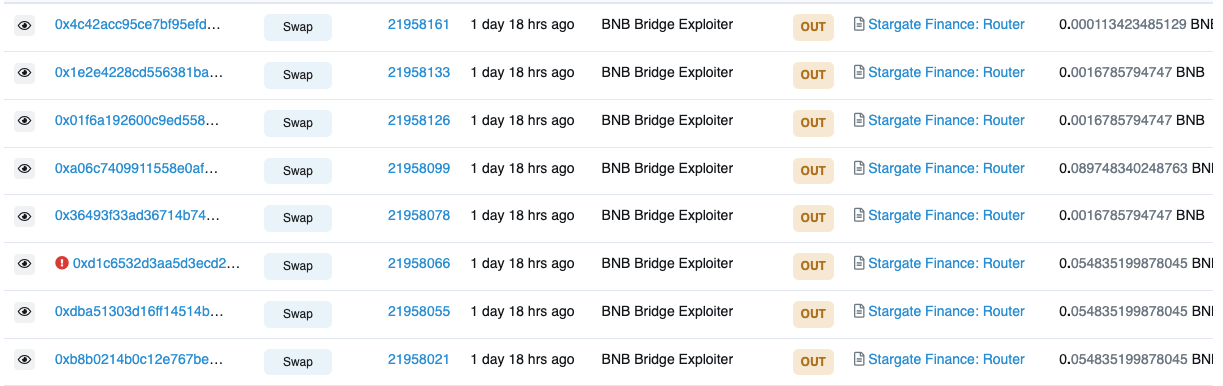 0x4c42acc95ce7bf95efd... Swap 21958161 1 day 18 hrs ago BNB Bridge Exploiter OUT Stargate Finance: Router 0.000113423485129 BNB
0x1e2e4228cd556381ba... Swap 21958133 1 day 18 hrs ago BNB Bridge Exploiter OUT Stargate Finance: Router 0.0016785794747 BNB
0x01f6a192600c9ed558... Swap 21958126 1 day 18 hrs ago BNB Bridge Exploiter OUT Stargate Finance: Router 0.0016785794747 BNB
0xa06c7409911558e0af... Swap 21958099 1 day 18 hrs ago BNB Bridge Exploiter OUT Stargate Finance: Router 0.089748340248763 BNB
0x36493f33ad36714b74... Swap 21958078 1 day 18 hrs ago BNB Bridge Exploiter OUT Stargate Finance: Router 0.0016785794747 BNB
0xd1c6532d3aa5d3ecd2... Swap 21958066 1 day 18 hrs ago BNB Bridge Exploiter OUT Stargate Finance: Router 0.054835199878045 BNB
0xdba51303d16ff14514b... Swap 21958055 1 day 18 hrs ago BNB Bridge Exploiter OUT Stargate Finance: Router 0.054835199878045 BNB
0xb8b0214b0c12e767be... Swap 21958021 1 day 18 hrs ago BNB Bridge Exploiter OUT Stargate Finance: Router 0.054835199878045 BNB